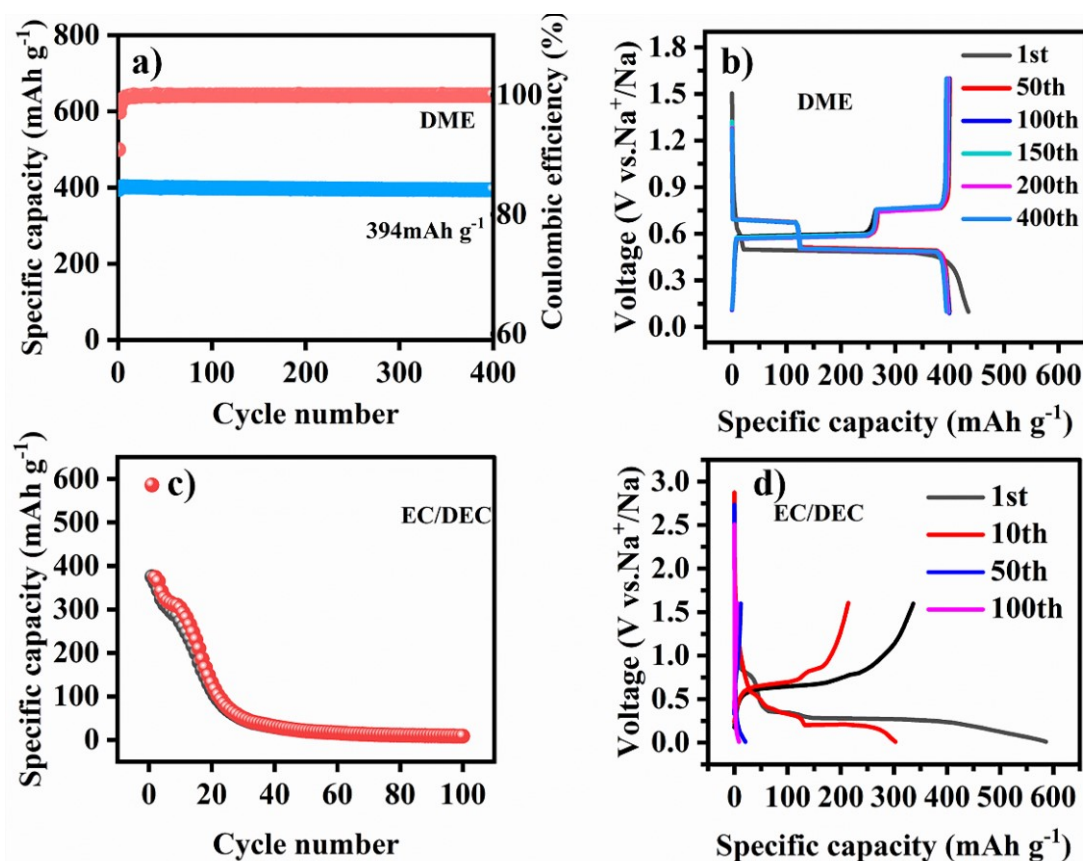 a)
Specific capacity (mAh g⁻¹)
800
600
400
200
0
DME
394mAh g⁻¹
Coulombic efficiency (%)
100
80
60
0 100 200 300 400
Cycle number
b)
DME
Voltage (V vs.Na⁺/Na)
1.8
1.5
1.2
0.9
0.6
0.3
0.0
1st
50th
100th
150th
200th
400th
0 100 200 300 400 500 600
Specific capacity (mAh g⁻¹)
c)
EC/DEC
Specific capacity (mAh g⁻¹)
600
500
400
300
200
100
0
0 20 40 60 80 100
Cycle number
d)
EC/DEC
Voltage (V vs.Na⁺/Na)
3.0
2.5
2.0
1.5
1.0
0.5
0.0
1st
10th
50th
100th
0 100 200 300 400 500 600
Specific capacity (mAh g⁻¹)